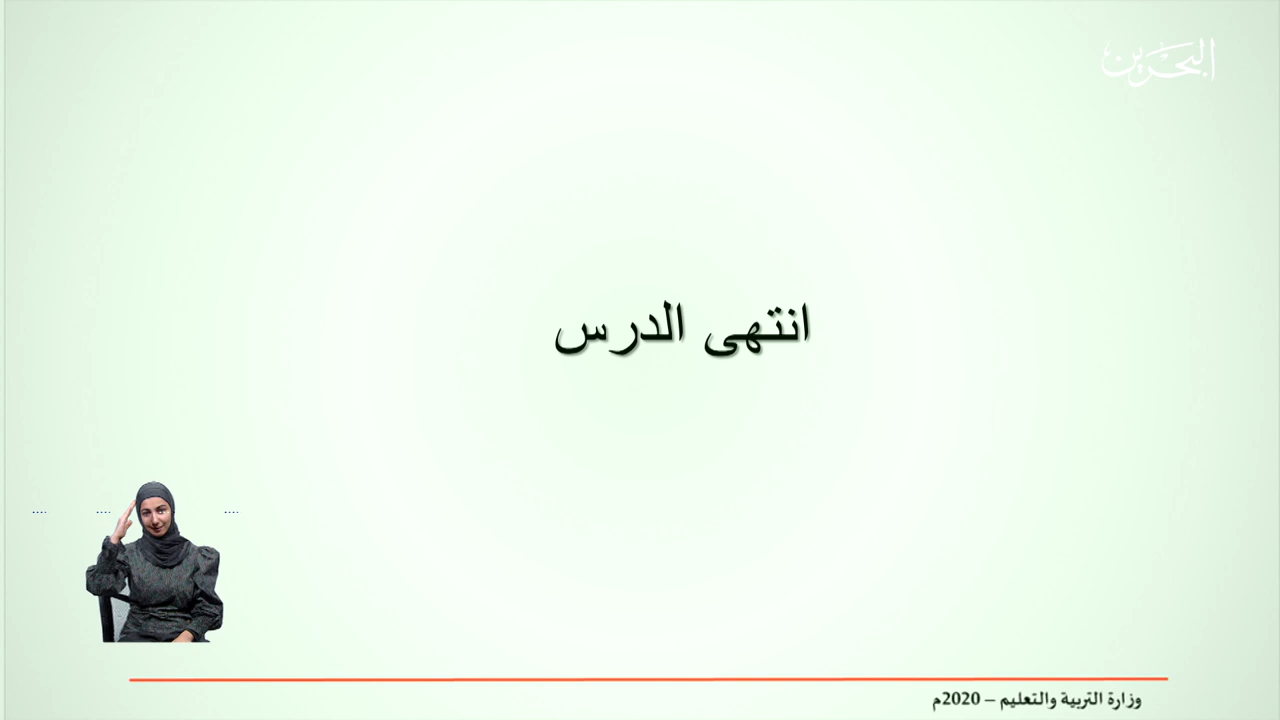 البحرين
انتهى الدرس
وزارة التربية والتعليم – 2020م